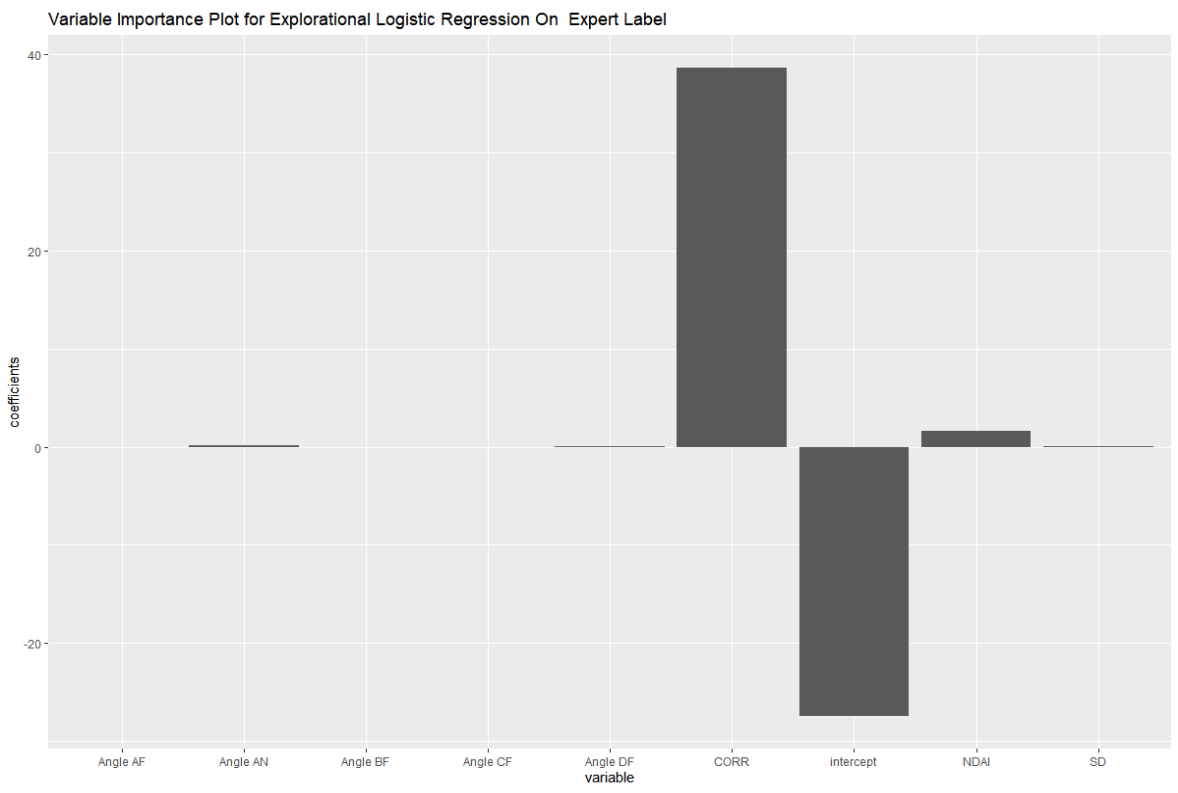 Variable Importance Plot for Explorational Logistic Regression On  Expert Label
40
20
0
-20
coefficients
Angle AF Angle AN Angle BF Angle CF Angle DF CORR intercept NDAI SD
variable